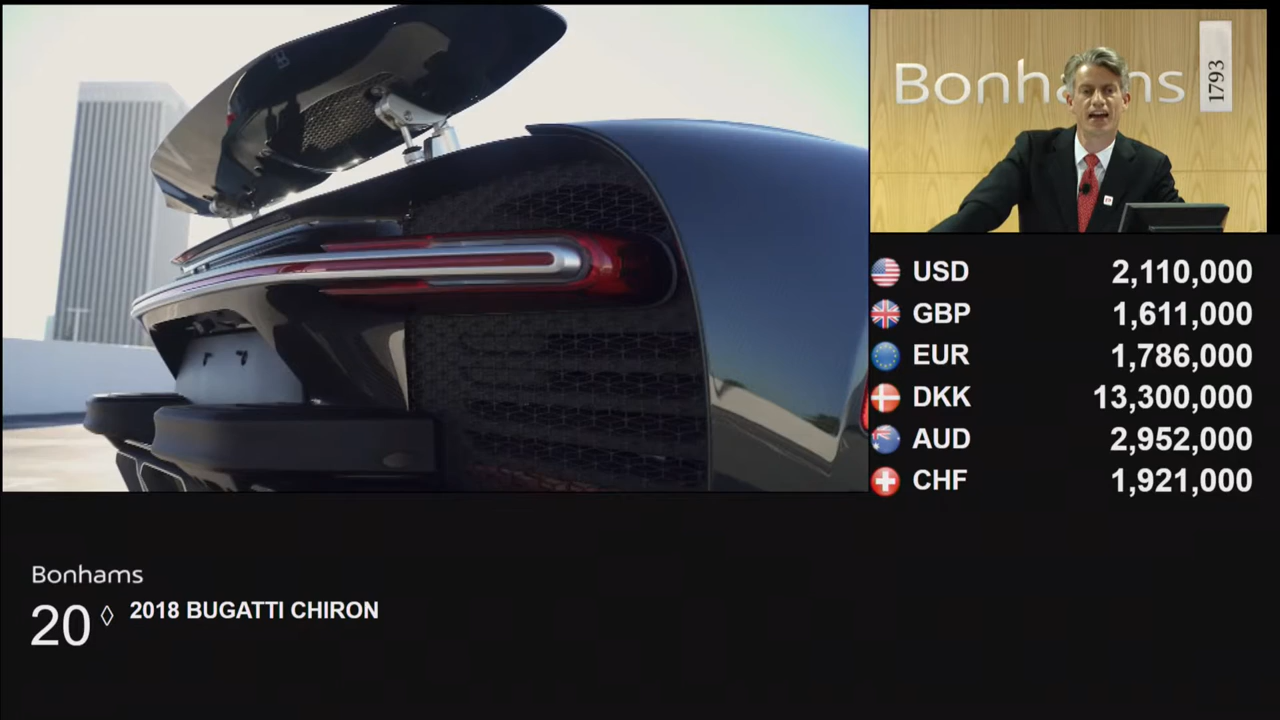 Bonhams
1793
USD 2,110,000
GBP 1,611,000
EUR 1,786,000
DKK 13,300,000
AUD 2,952,000
CHF 1,921,000
Bonhams
20 ◊ 2018 BUGATTI CHIRON